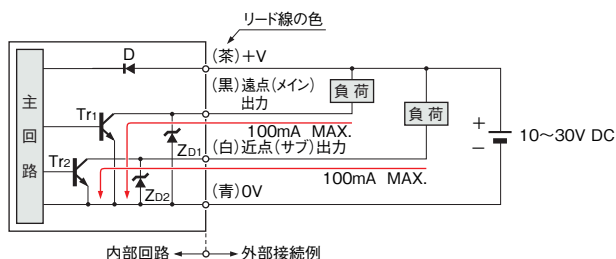 リード線の色
D
(茶)+V
(黒)遠点(メイン)
出力
負荷
負荷
主回路
Tr1
100mA MAX.
ZD1
(白)近点(サブ)出力
Tr2
100mA MAX.
ZD2
(青)0V
+
−
10〜30V DC
内部回路
外部接続例